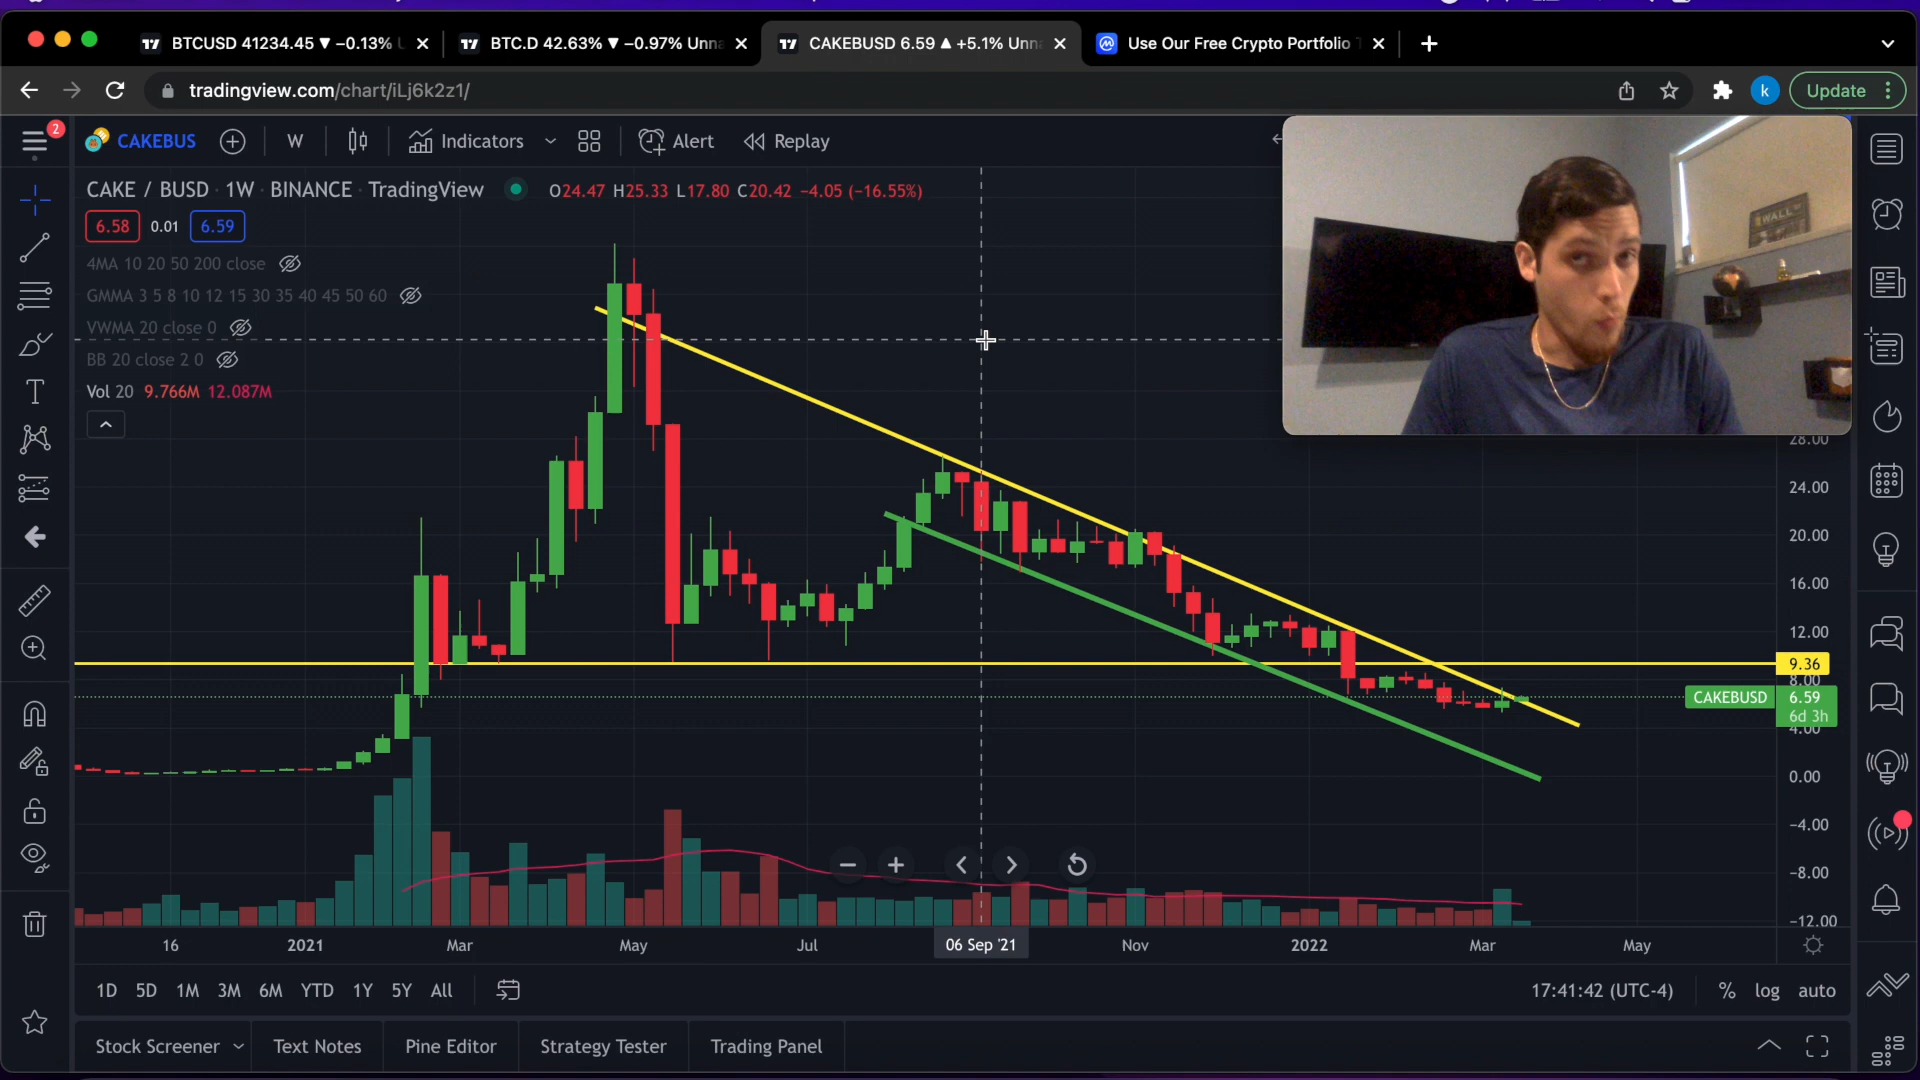 BTCUSD 41234.45 ▼ −0.13%
BTC.D 42.63% ▼ −0.97% Unna
CAKEBUSD 6.59 ▲ +5.1% Unna
Use Our Free Crypto Portfolio
tradingview.com/chart/iLj6k2z1/
k
Update
2
CAKEBUS
W
Indicators
Alert
Replay
CAKE / BUSD · 1W · BINANCE · TradingView
O24.47 H25.33 L17.80 C20.42 −4.05 (−16.55%)
6.58
0.01
6.59
4MA 10 20 50 200 close
GMMA 3 5 8 10 12 15 30 35 40 45 50 60
VWMA 20 close 0
BB 20 close 2 0
Vol 20 9.766M 12.087M
WALL
28.00
24.00
20.00
16.00
12.00
9.36
8.00
CAKEBUSD
6.59
6d 3h
4.00
0.00
−4.00
−8.00
−12.00
16
2021
Mar
May
Jul
06 Sep '21
Nov
2022
Mar
May
1D 5D 1M 3M 6M YTD 1Y 5Y All
17:41:42 (UTC-4)
%
log
auto
Stock Screener
Text Notes
Pine Editor
Strategy Tester
Trading Panel